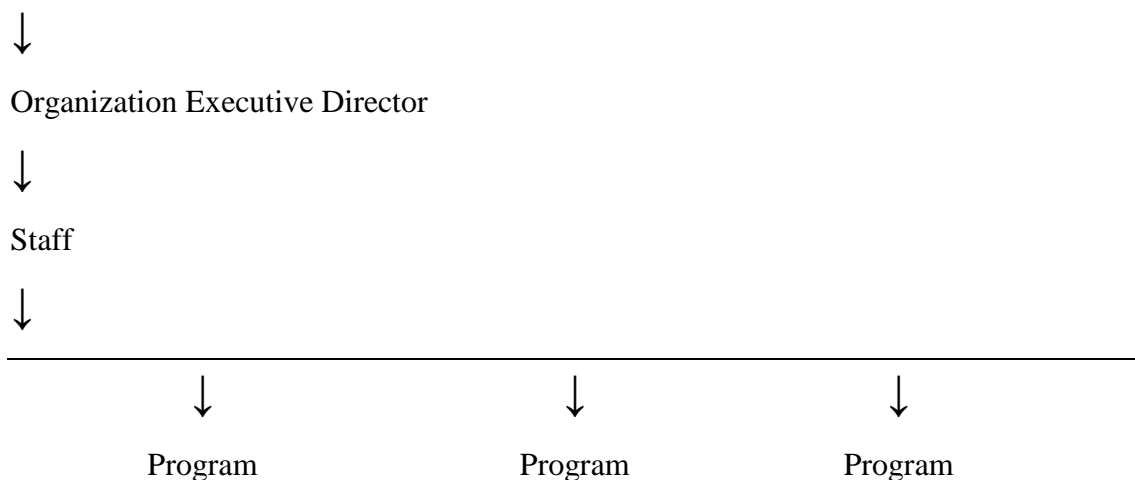 ↓
Organization Executive Director
↓
Staff
↓
↓ ↓ ↓
Program Program Program